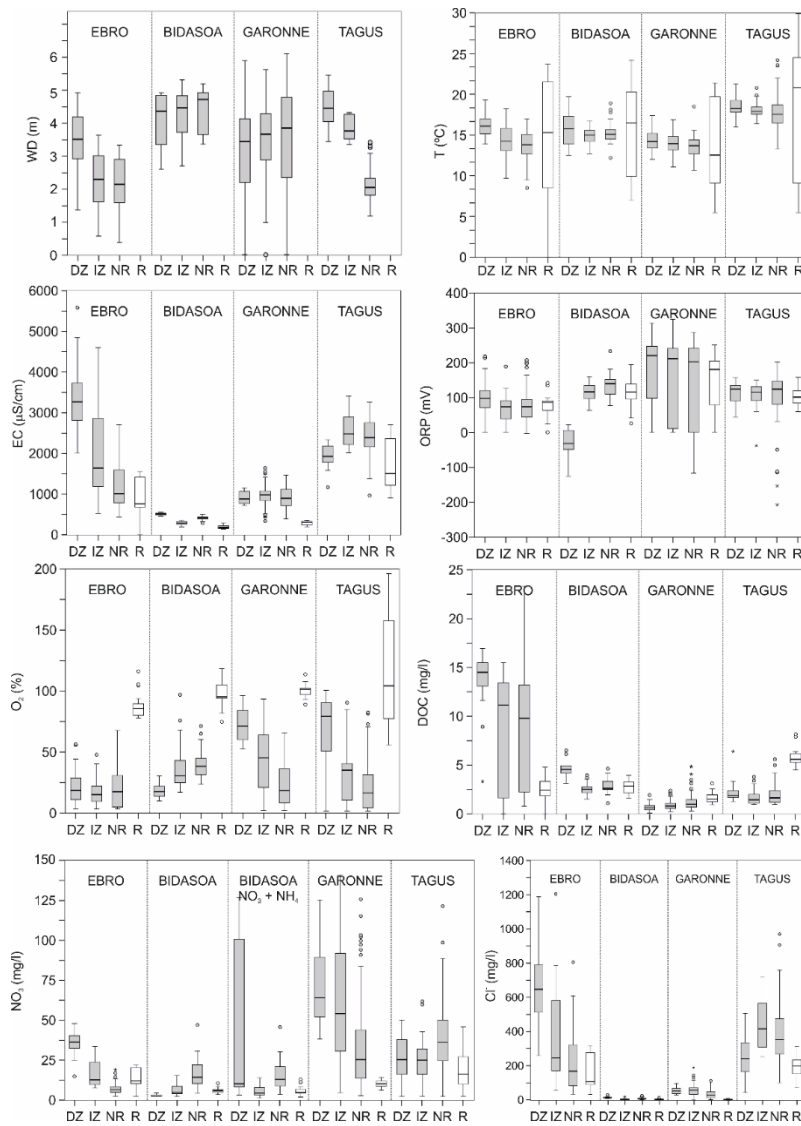 EBRO BIDASOA GARONNE TAGUS
WD (m)
6
5
4
3
2
1
0
DZ IZ NR R DZ IZ NR R DZ IZ NR R DZ IZ NR R
EBRO BIDASOA GARONNE TAGUS
T (ºC)
30
25
20
15
10
5
0
DZ IZ NR R DZ IZ NR R DZ IZ NR R DZ IZ NR R
EBRO BIDASOA GARONNE TAGUS
EC (µS/cm)
6000
5000
4000
3000
2000
1000
0
DZ IZ NR R DZ IZ NR R DZ IZ NR R DZ IZ NR R
EBRO BIDASOA GARONNE TAGUS
ORP (mV)
400
300
200
100
0
-100
-200
-300
DZ IZ NR R DZ IZ NR R DZ IZ NR R DZ IZ NR R
EBRO BIDASOA GARONNE TAGUS
O2 (%)
200
150
100
50
0
DZ IZ NR R DZ IZ NR R DZ IZ NR R DZ IZ NR R
EBRO BIDASOA GARONNE TAGUS
DOC (mg/l)
25
20
15
10
5
0
DZ IZ NR R DZ IZ NR R DZ IZ NR R DZ IZ NR R
EBRO BIDASOA BIDASOA GARONNE TAGUS
NO3 + NH4
NO3 (mg/l)
150
125
100
75
50
25
0
DZ IZ NR R DZ IZ NR R DZ IZ NR R DZ IZ NR R DZ IZ NR R
EBRO BIDASOA GARONNE TAGUS
Cl- (mg/l)
1400
1200
1000
800
600
400
200
0
DZ IZ NR R DZ IZ NR R DZ IZ NR R DZ IZ NR R